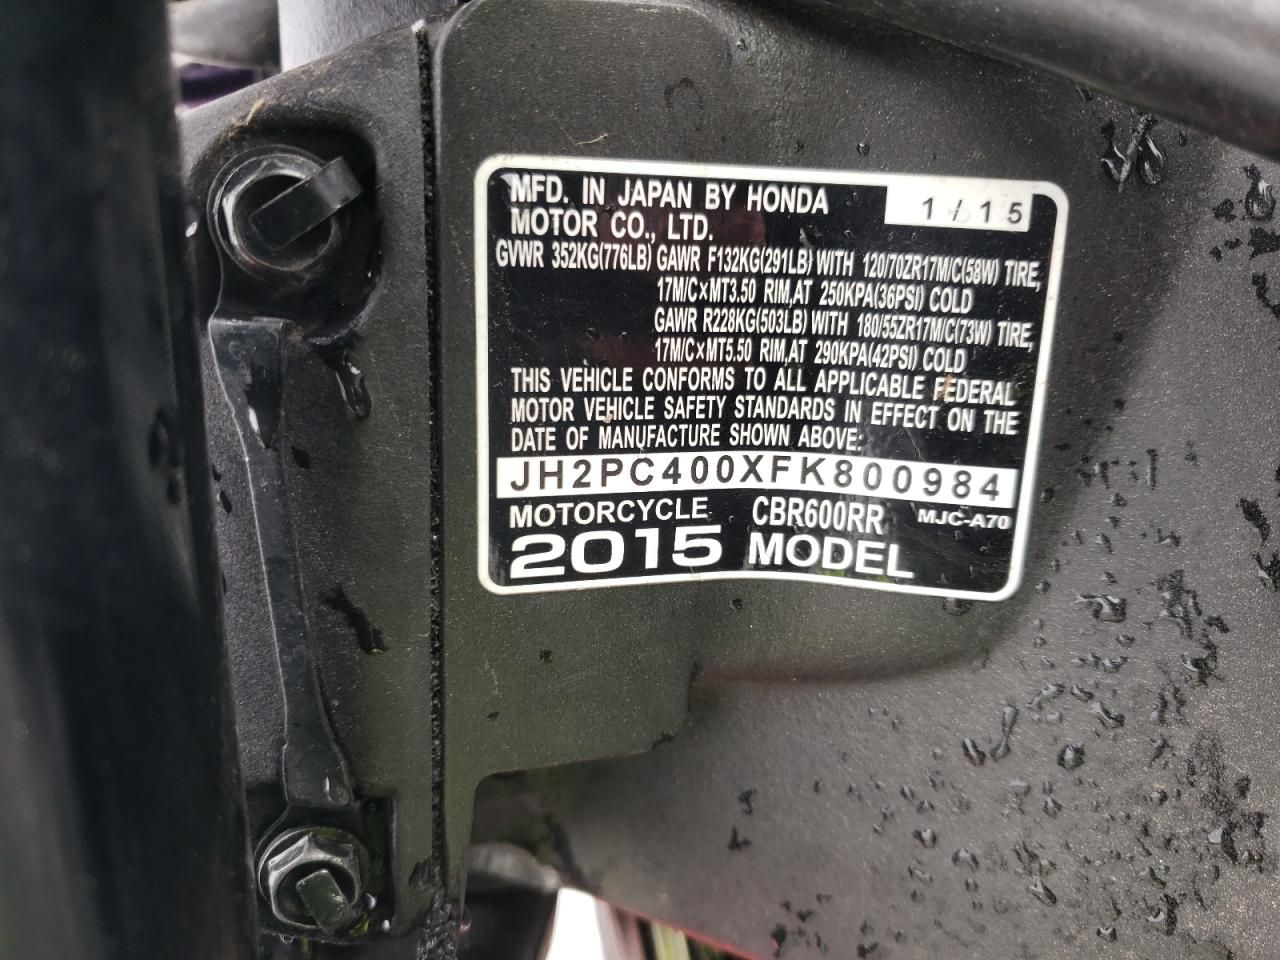 MFD. IN JAPAN BY HONDA 1/15
MOTOR CO., LTD.
GVWR 352KG(776LB) GAWR F132KG(291LB) WITH 120/70ZR17M/C(58W) TIRE,
17M/C×MT3.50 RIM,AT 250KPA(36PSI) COLD
GAWR R228KG(503LB) WITH 180/55ZR17M/C(73W) TIRE,
17M/C×MT5.50 RIM,AT 290KPA(42PSI) COLD
THIS VEHICLE CONFORMS TO ALL APPLICABLE FEDERAL
MOTOR VEHICLE SAFETY STANDARDS IN EFFECT ON THE
DATE OF MANUFACTURE SHOWN ABOVE:
JH2PC400XFK800984
MOTORCYCLE CBR600RR MJC-A70
2015 MODEL